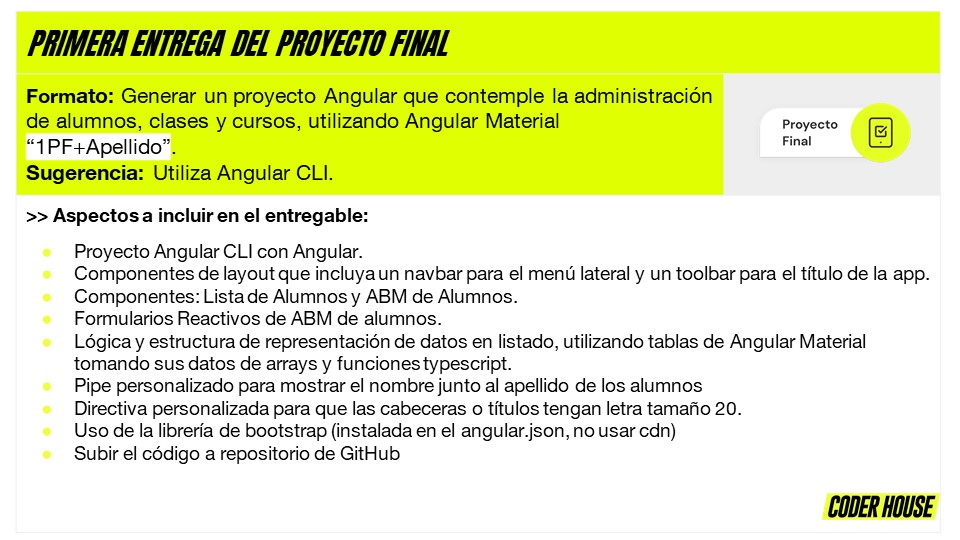 PRIMERA ENTREGA DEL PROYECTO FINAL
Formato: Generar un proyecto Angular que contemple la administración
de alumnos, clases y cursos, utilizando Angular Material
“1PF+Apellido”.
Sugerencia: Utiliza Angular CLI.
Proyecto
Final
>> Aspectos a incluir en el entregable:
● Proyecto Angular CLI con Angular.
● Componentes de layout que incluya un navbar para el menú lateral y un toolbar para el título de la app.
● Componentes: Lista de Alumnos y ABM de Alumnos.
● Formularios Reactivos de ABM de alumnos.
● Lógica y estructura de representación de datos en listado, utilizando tablas de Angular Material
tomando sus datos de arrays y funciones typescript.
● Pipe personalizado para mostrar el nombre junto al apellido de los alumnos
● Directiva personalizada para que las cabeceras o títulos tengan letra tamaño 20.
● Uso de la librería de bootstrap (instalada en el angular.json, no usar cdn)
● Subir el código a repositorio de GitHub
CODER HOUSE